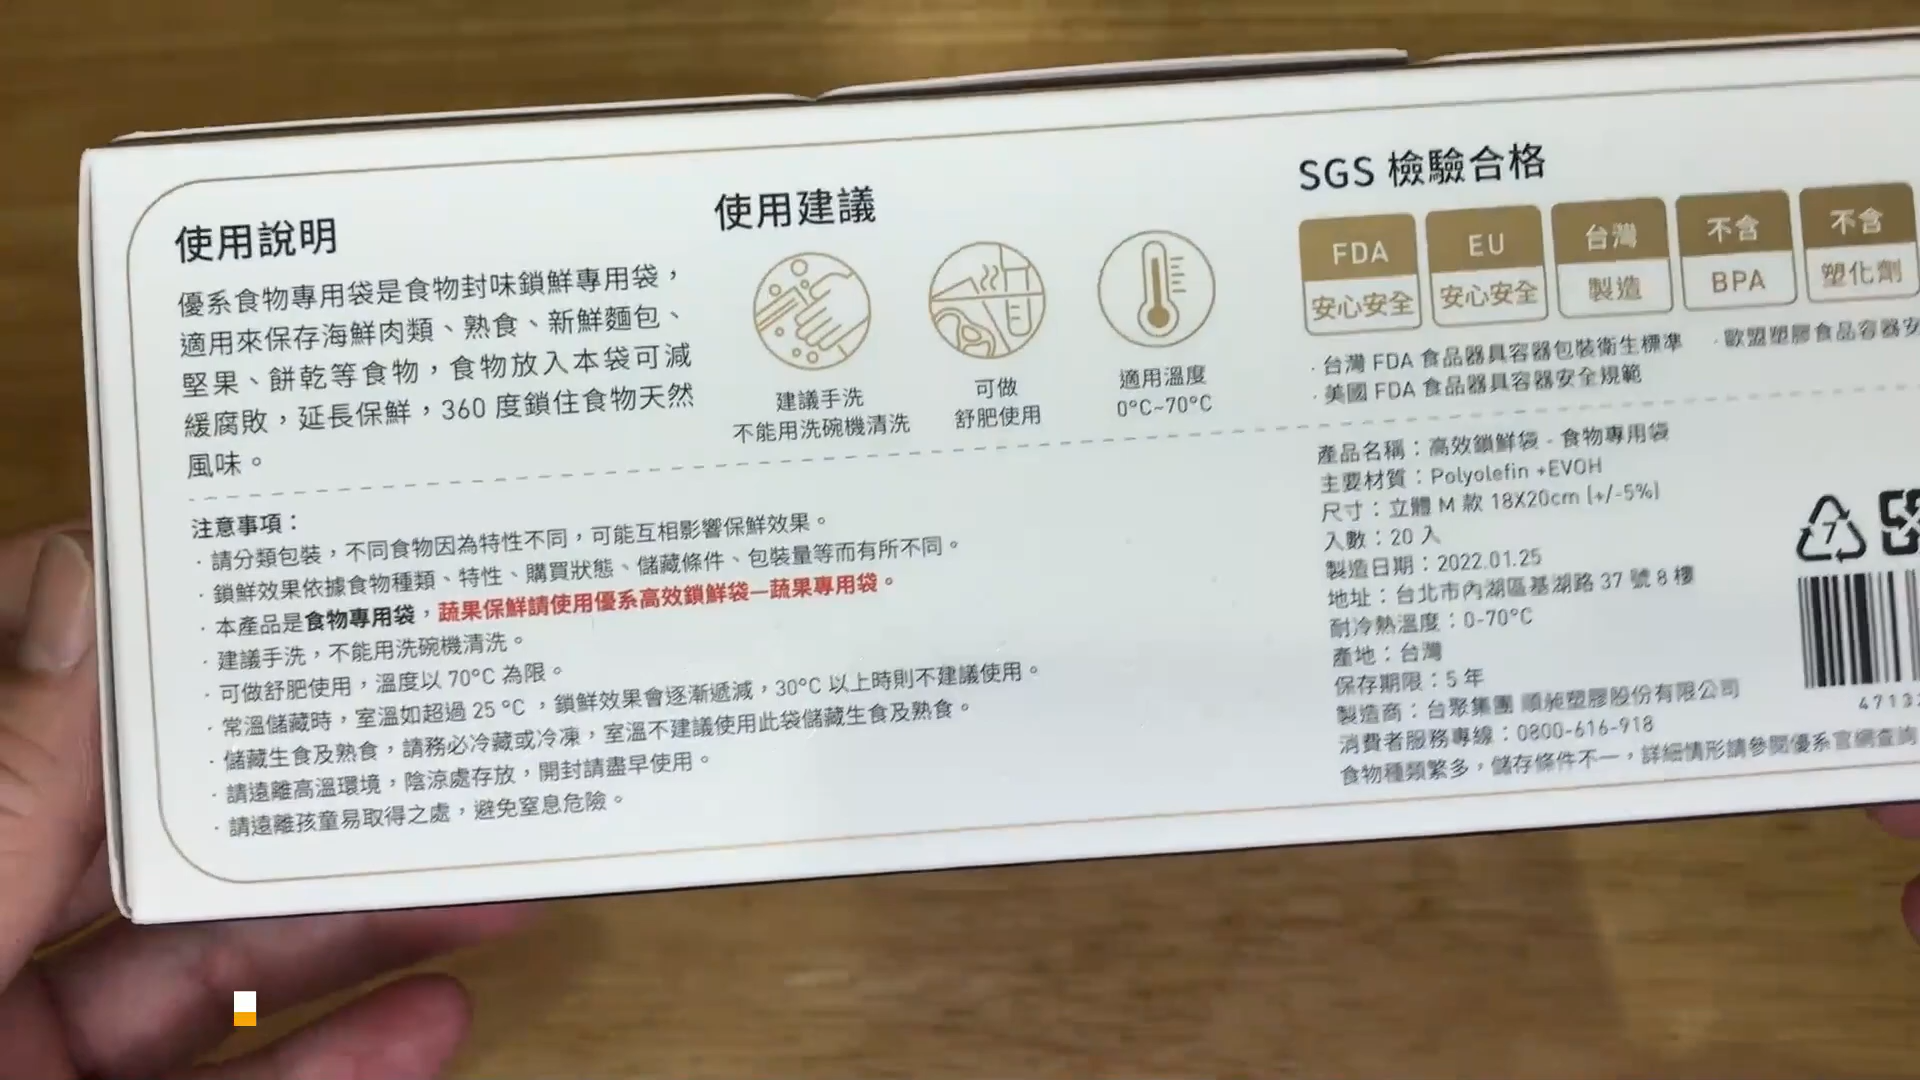 使用說明
優系食物專用袋是食物封味鎖鮮專用袋，
適用來保存海鮮肉類、熟食、新鮮麵包、
堅果、餅乾等食物，食物放入本袋可減
緩腐敗，延長保鮮，360 度鎖住食物天然
風味。
使用建議
建議手洗
不能用洗碗機清洗
可做
舒肥使用
適用溫度
0°C~70°C
SGS 檢驗合格
FDA
安心安全
EU
安心安全
台灣
製造
不含
BPA
不含
塑化劑
· 台灣 FDA 食品器具容器包裝衛生標準
· 歐盟塑膠食品容器安
· 美國 FDA 食品器具容器安全規範
注意事項：
· 請分類包裝，不同食物因為特性不同，可能互相影響保鮮效果。
· 鎖鮮效果依據食物種類、特性、購買狀態、儲藏條件、包裝量等而有所不同。
· 本產品是食物專用袋，蔬果保鮮請使用優系高效鎖鮮袋—蔬果專用袋。
· 建議手洗，不能用洗碗機清洗。
· 可做舒肥使用，溫度以 70°C 為限。
· 常溫儲藏時，室溫如超過 25 °C ，鎖鮮效果會逐漸遞減，30°C 以上時則不建議使用。
· 儲藏生食及熟食，請務必冷藏或冷凍，室溫不建議使用此袋儲藏生食及熟食。
· 請遠離高溫環境，陰涼處存放，開封請盡早使用。
· 請遠離孩童易取得之處，避免窒息危險。
產品名稱：高效鎖鮮袋 - 食物專用袋
主要材質：Polyolefin +EVOH
尺寸：立體 M 款 18X20cm (+/-5%)
入數：20 入
製造日期：2022.01.25
地址：台北市內湖區基湖路 37 號 8 樓
耐冷熱溫度：0-70°C
產地：台灣
保存期限：5 年
製造商：台聚集團 順昶塑膠股份有限公司
消費者服務專線：0800-616-918
食物種類繁多，儲存條件不一，詳細情形請參閱優系官網查詢
7
4713